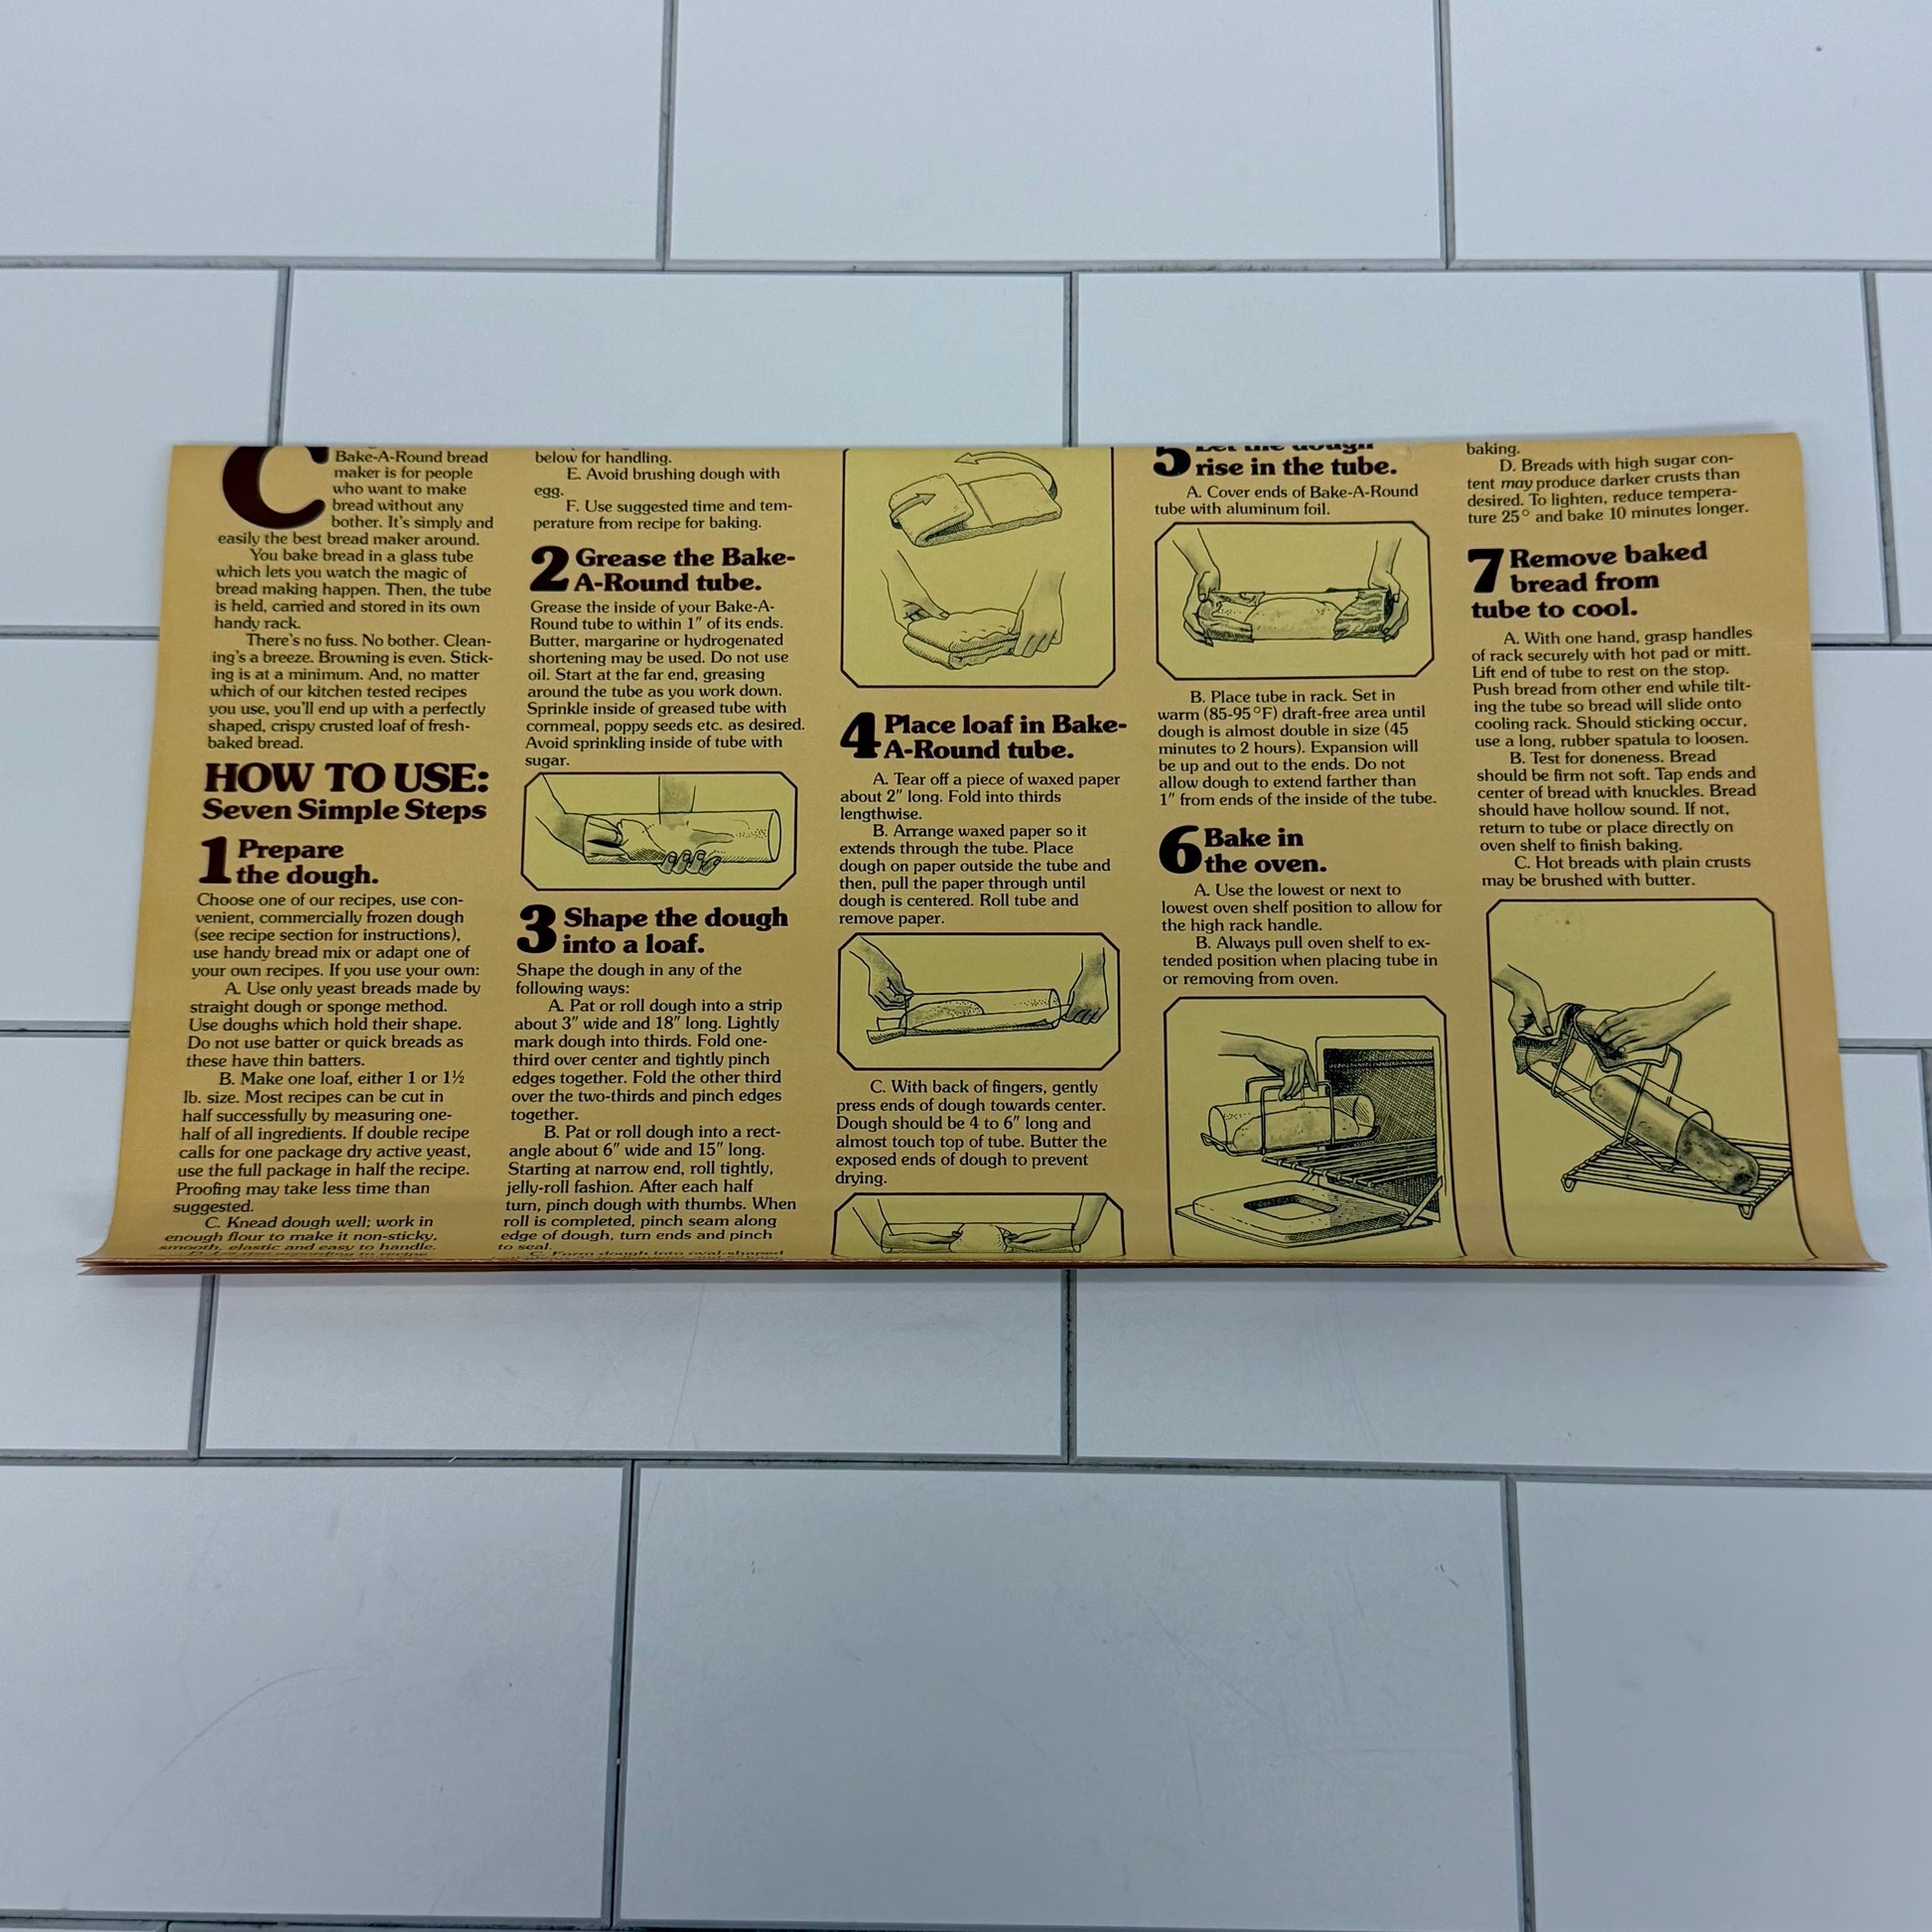 C
Bake-A-Round bread
maker is for people
who want to make
bread without any
bother. It's simply and
easily the best bread maker around.
You bake bread in a glass tube
which lets you watch the magic of
bread making happen. Then, the tube
is held, carried and stored in its own
handy rack.
There's no fuss. No bother. Clean-
ing's a breeze. Browning is even. Stick-
ing is at a minimum. And, no matter
which of our kitchen tested recipes
you use, you'll end up with a perfectly
shaped, crispy crusted loaf of fresh-
baked bread.
HOW TO USE:
Seven Simple Steps
1 Prepare
the dough.
Choose one of our recipes, use con-
venient, commercially frozen dough
(see recipe section for instructions),
use handy bread mix or adapt one of
your own recipes. If you use your own:
A. Use only yeast breads made by
straight dough or sponge method.
Use doughs which hold their shape.
Do not use batter or quick breads as
these have thin batters.
B. Make one loaf, either 1 or 1½
lb. size. Most recipes can be cut in
half successfully by measuring one-
half of all ingredients. If double recipe
calls for one package dry active yeast,
use the full package in half the recipe.
Proofing may take less time than
suggested.
C. Knead dough well; work in
enough flour to make it non-sticky,
smooth, elastic and easy to handle.
below for handling.
E. Avoid brushing dough with
egg.
F. Use suggested time and tem-
perature from recipe for baking.
2 Grease the Bake-
A-Round tube.
Grease the inside of your Bake-A-
Round tube to within 1" of its ends.
Butter, margarine or hydrogenated
shortening may be used. Do not use
oil. Start at the far end, greasing
around the tube as you work down.
Sprinkle inside of greased tube with
cornmeal, poppy seeds etc. as desired.
Avoid sprinkling inside of tube with
sugar.
3 Shape the dough
into a loaf.
Shape the dough in any of the
following ways:
A. Pat or roll dough into a strip
about 3" wide and 18" long. Lightly
mark dough into thirds. Fold one-
third over center and tightly pinch
edges together. Fold the other third
over the two-thirds and pinch edges
together.
B. Pat or roll dough into a rect-
angle about 6" wide and 15" long.
Starting at narrow end, roll tightly,
jelly-roll fashion. After each half
turn, pinch dough with thumbs. When
roll is completed, pinch seam along
edge of dough, turn ends and pinch
to seal.
C. Form dough into oval-shaped
4 Place loaf in Bake-
A-Round tube.
A. Tear off a piece of waxed paper
about 2" long. Fold into thirds
lengthwise.
B. Arrange waxed paper so it
extends through the tube. Place
dough on paper outside the tube and
then, pull the paper through until
dough is centered. Roll tube and
remove paper.
C. With back of fingers, gently
press ends of dough towards center.
Dough should be 4 to 6" long and
almost touch top of tube. Butter the
exposed ends of dough to prevent
drying.
5 Let the dough
rise in the tube.
A. Cover ends of Bake-A-Round
tube with aluminum foil.
B. Place tube in rack. Set in
warm (85-95°F) draft-free area until
dough is almost double in size (45
minutes to 2 hours). Expansion will
be up and out to the ends. Do not
allow dough to extend farther than
1" from ends of the inside of the tube.
6 Bake in
the oven.
A. Use the lowest or next to
lowest oven shelf position to allow for
the high rack handle.
B. Always pull oven shelf to ex-
tended position when placing tube in
or removing from oven.
baking.
D. Breads with high sugar con-
tent may produce darker crusts than
desired. To lighten, reduce tempera-
ture 25° and bake 10 minutes longer.
7 Remove baked
bread from
tube to cool.
A. With one hand, grasp handles
of rack securely with hot pad or mitt.
Lift end of tube to rest on the stop.
Push bread from other end while tilt-
ing the tube so bread will slide onto
cooling rack. Should sticking occur,
use a long, rubber spatula to loosen.
B. Test for doneness. Bread
should be firm not soft. Tap ends and
center of bread with knuckles. Bread
should have hollow sound. If not,
return to tube or place directly on
oven shelf to finish baking.
C. Hot breads with plain crusts
may be brushed with butter.